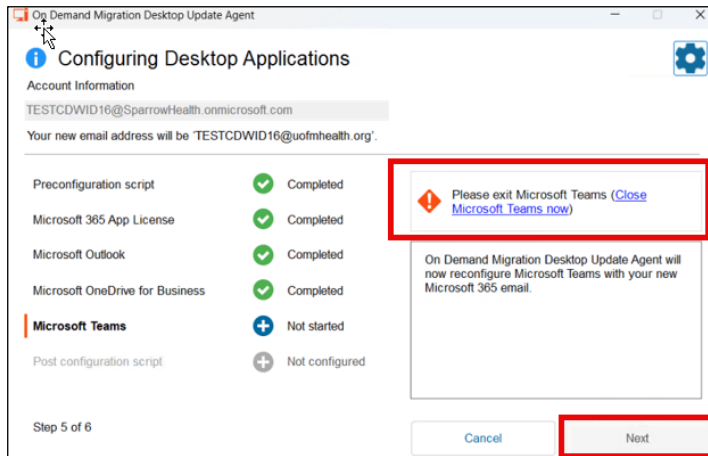 On Demand Migration Desktop Update Agent
Configuring Desktop Applications
Account Information
TESTCDWID16@SparrowHealth.onmicrosoft.com
Your new email address will be 'TESTCDWID16@uofmhealth.org'.
Preconfiguration script Completed
Microsoft 365 App License Completed
Microsoft Outlook Completed
Microsoft OneDrive for Business Completed
Microsoft Teams Not started
Post configuration script Not configured
Please exit Microsoft Teams (Close
Microsoft Teams now)
On Demand Migration Desktop Update Agent will
now reconfigure Microsoft Teams with your new
Microsoft 365 email.
Step 5 of 6
Cancel Next